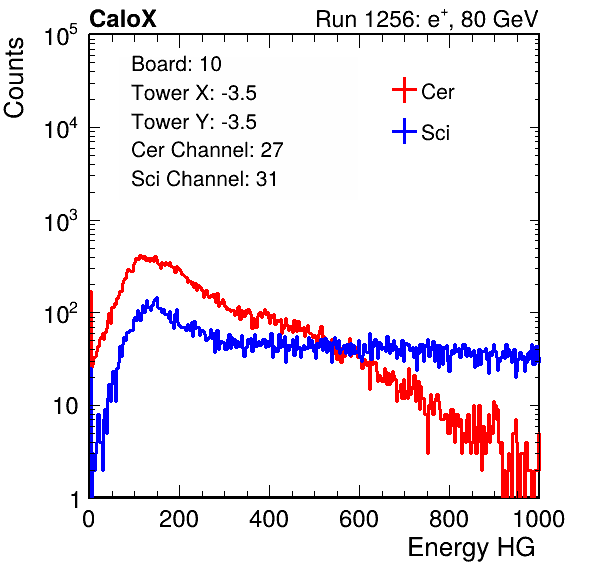 CaloX Run 1256: e⁺, 80 GeV
Counts
Board: 10
Tower X: -3.5
Tower Y: -3.5
Cer Channel: 27
Sci Channel: 31
Cer
Sci
10⁵
10⁴
10³
10²
10
1
0 200 400 600 800 1000
Energy HG